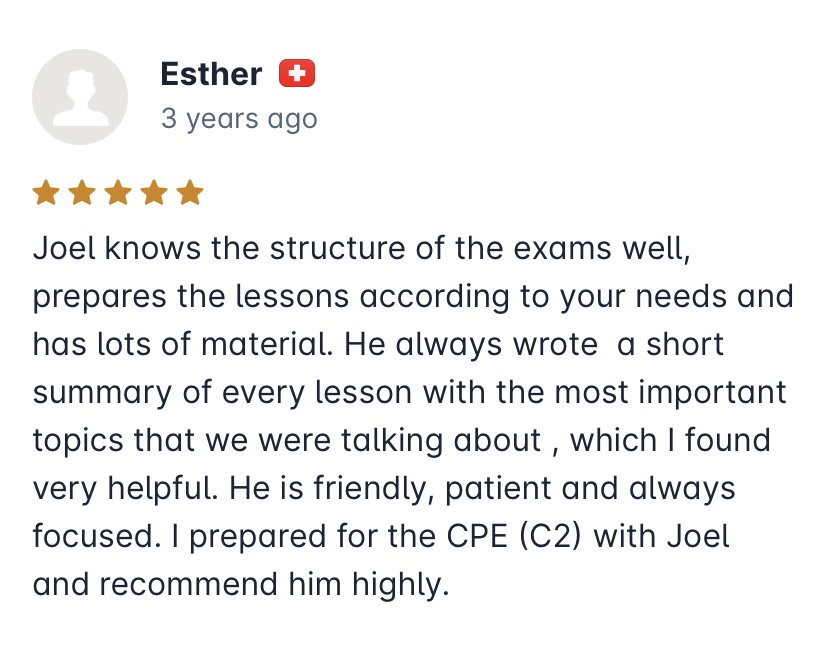 Esther
3 years ago
Joel knows the structure of the exams well,
prepares the lessons according to your needs and
has lots of material. He always wrote  a short
summary of every lesson with the most important
topics that we were talking about , which I found
very helpful. He is friendly, patient and always
focused. I prepared for the CPE (C2) with Joel
and recommend him highly.